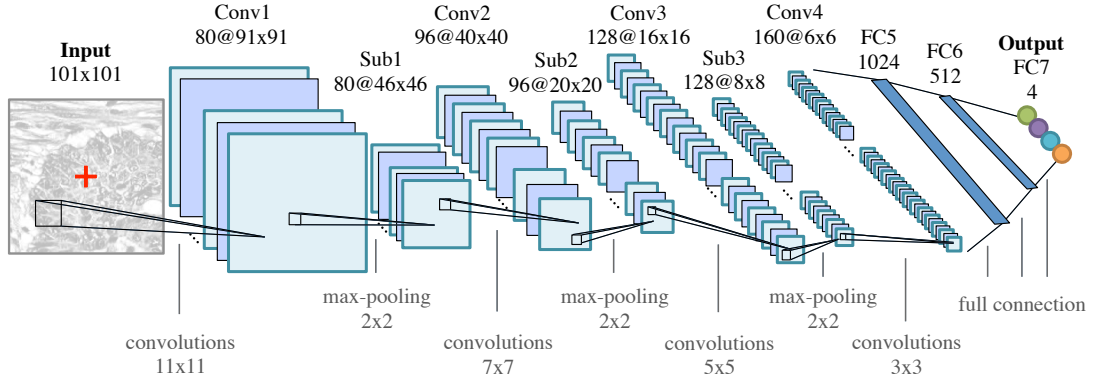 Input
101x101
Conv1
80@91x91
Sub1
80@46x46
Conv2
96@40x40
Sub2
96@20x20
Conv3
128@16x16
Sub3
128@8x8
Conv4
160@6x6
FC5
1024
FC6
512
Output
FC7
4
convolutions
11x11
max-pooling
2x2
convolutions
7x7
max-pooling
2x2
convolutions
5x5
max-pooling
2x2
convolutions
3x3
full connection